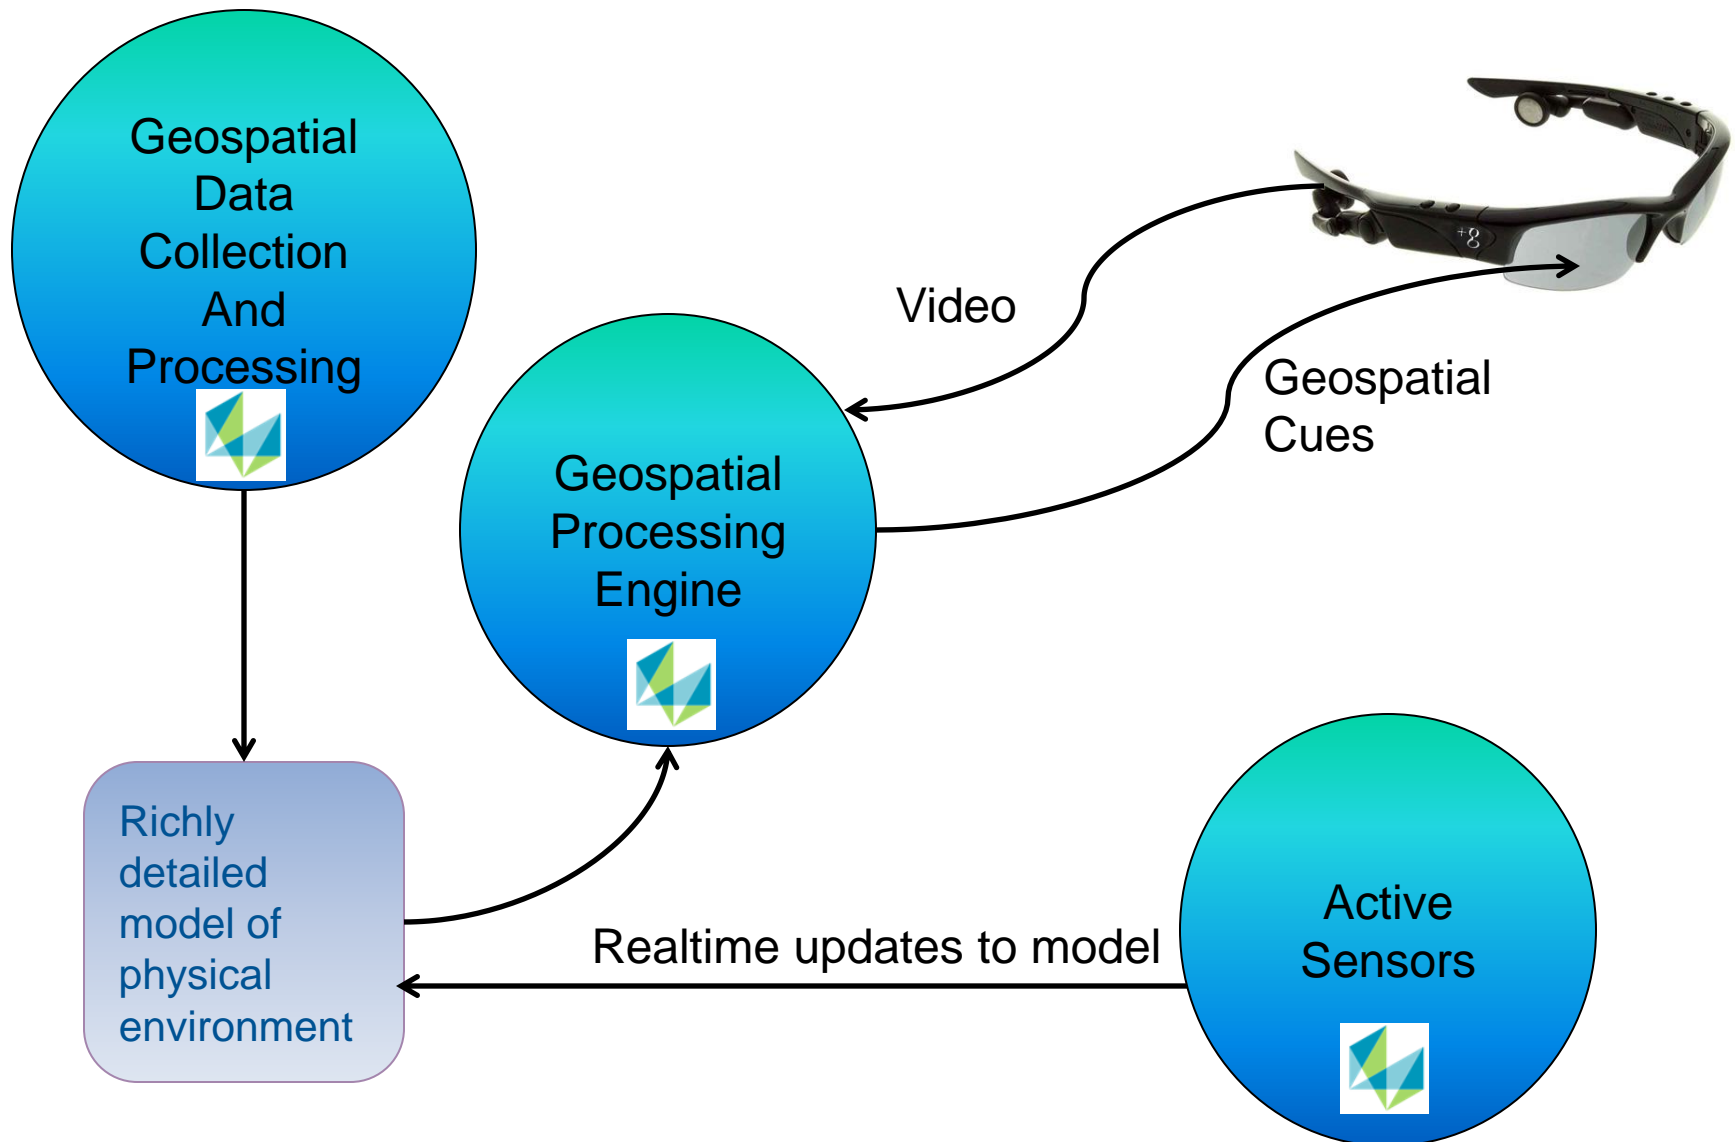 Geospatial
Data
Collection
And
Processing
Video
Geospatial
Cues
Geospatial
Processing
Engine
Richly
detailed
model of
physical
environment
Realtime updates to model
Active
Sensors